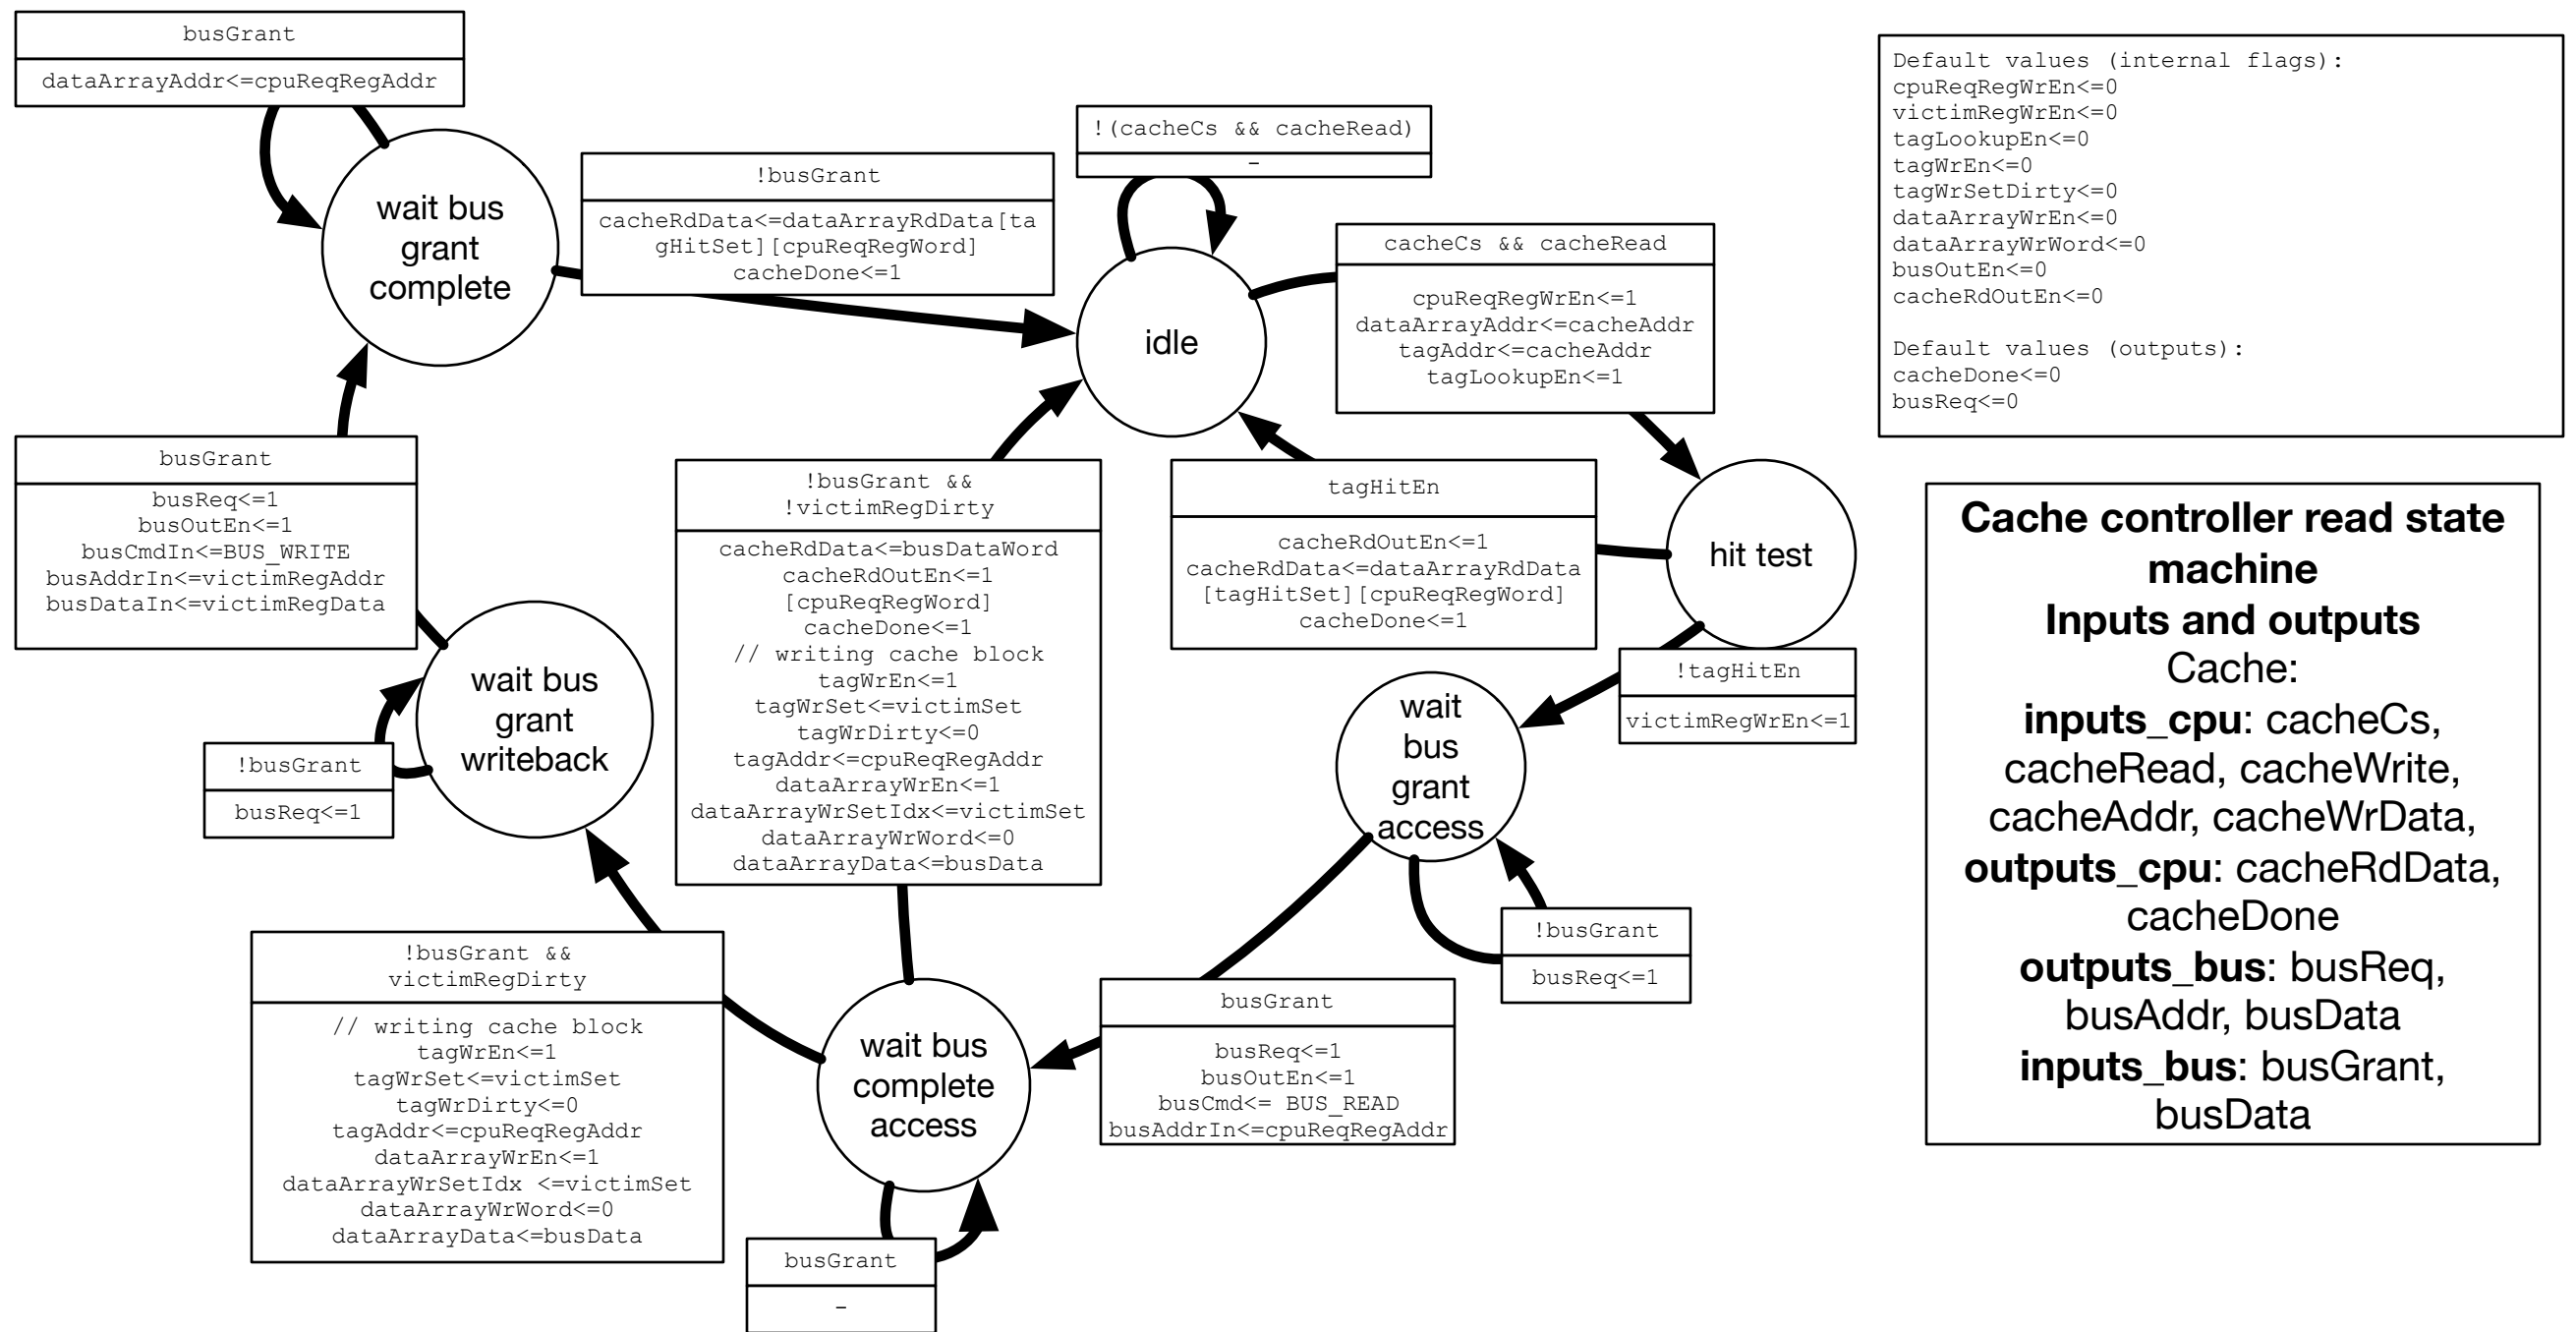 busGrant
dataArrayAddr<=cpuReqRegAddr
wait bus
grant
complete
!busGrant
cacheRdData<=dataArrayRdData[ta
gHitSet][cpuReqRegWord]
cacheDone<=1
!(cacheCs && cacheRead)
-
idle
cacheCs && cacheRead
cpuReqRegWrEn<=1
dataArrayAddr<=cacheAddr
tagAddr<=cacheAddr
tagLookupEn<=1
Default values (internal flags):
cpuReqRegWrEn<=0
victimRegWrEn<=0
tagLookupEn<=0
tagWrEn<=0
tagWrSetDirty<=0
dataArrayWrEn<=0
dataArrayWrWord<=0
busOutEn<=0
cacheRdOutEn<=0
Default values (outputs):
cacheDone<=0
busReq<=0
busGrant
busReq<=1
busOutEn<=1
busCmdIn<=BUS_WRITE
busAddrIn<=victimRegAddr
busDataIn<=victimRegData
wait bus
grant
writeback
!busGrant
busReq<=1
!busGrant &&
!victimRegDirty
cacheRdData<=busDataWord
cacheRdOutEn<=1
[cpuReqRegWord]
cacheDone<=1
// writing cache block
tagWrEn<=1
tagWrSet<=victimSet
tagWrDirty<=0
tagAddr<=cpuReqRegAddr
dataArrayWrEn<=1
dataArrayWrSetIdx<=victimSet
dataArrayWrWord<=0
dataArrayData<=busData
tagHitEn
cacheRdOutEn<=1
cacheRdData<=dataArrayRdData
[tagHitSet][cpuReqRegWord]
cacheDone<=1
hit test
!tagHitEn
victimRegWrEn<=1
wait
bus
grant
access
!busGrant
busReq<=1
busGrant
busReq<=1
busOutEn<=1
busCmd<= BUS_READ
busAddrIn<=cpuReqRegAddr
!busGrant &&
victimRegDirty
// writing cache block
tagWrEn<=1
tagWrSet<=victimSet
tagWrDirty<=0
tagAddr<=cpuReqRegAddr
dataArrayWrEn<=1
dataArrayWrSetIdx <=victimSet
dataArrayWrWord<=0
dataArrayData<=busData
wait bus
complete
access
busGrant
-
Cache controller read state
machine
Inputs and outputs
Cache:
inputs_cpu: cacheCs,
cacheRead, cacheWrite,
cacheAddr, cacheWrData,
outputs_cpu: cacheRdData,
cacheDone
outputs_bus: busReq,
busAddr, busData
inputs_bus: busGrant,
busData